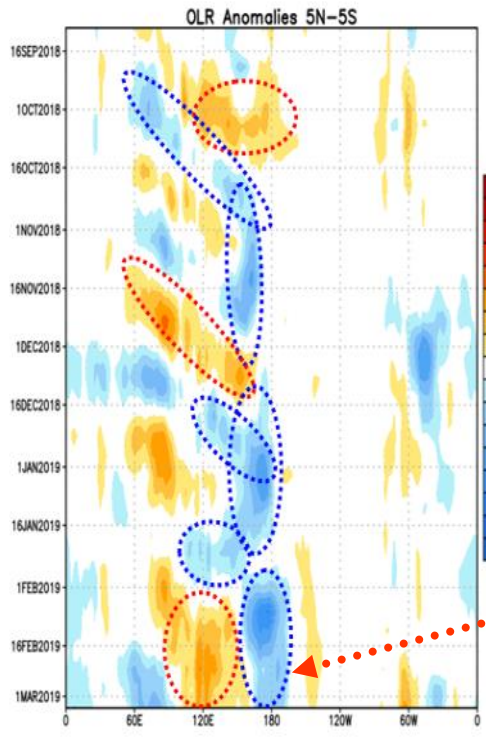 OLR Anomalies 5N-5S
16SEP2018
1OCT2018
16OCT2018
1NOV2018
16NOV2018
1DEC2018
16DEC2018
1JAN2019
16JAN2019
1FEB2019
16FEB2019
1MAR2019
0 60E 120E 180 120W 60W 0